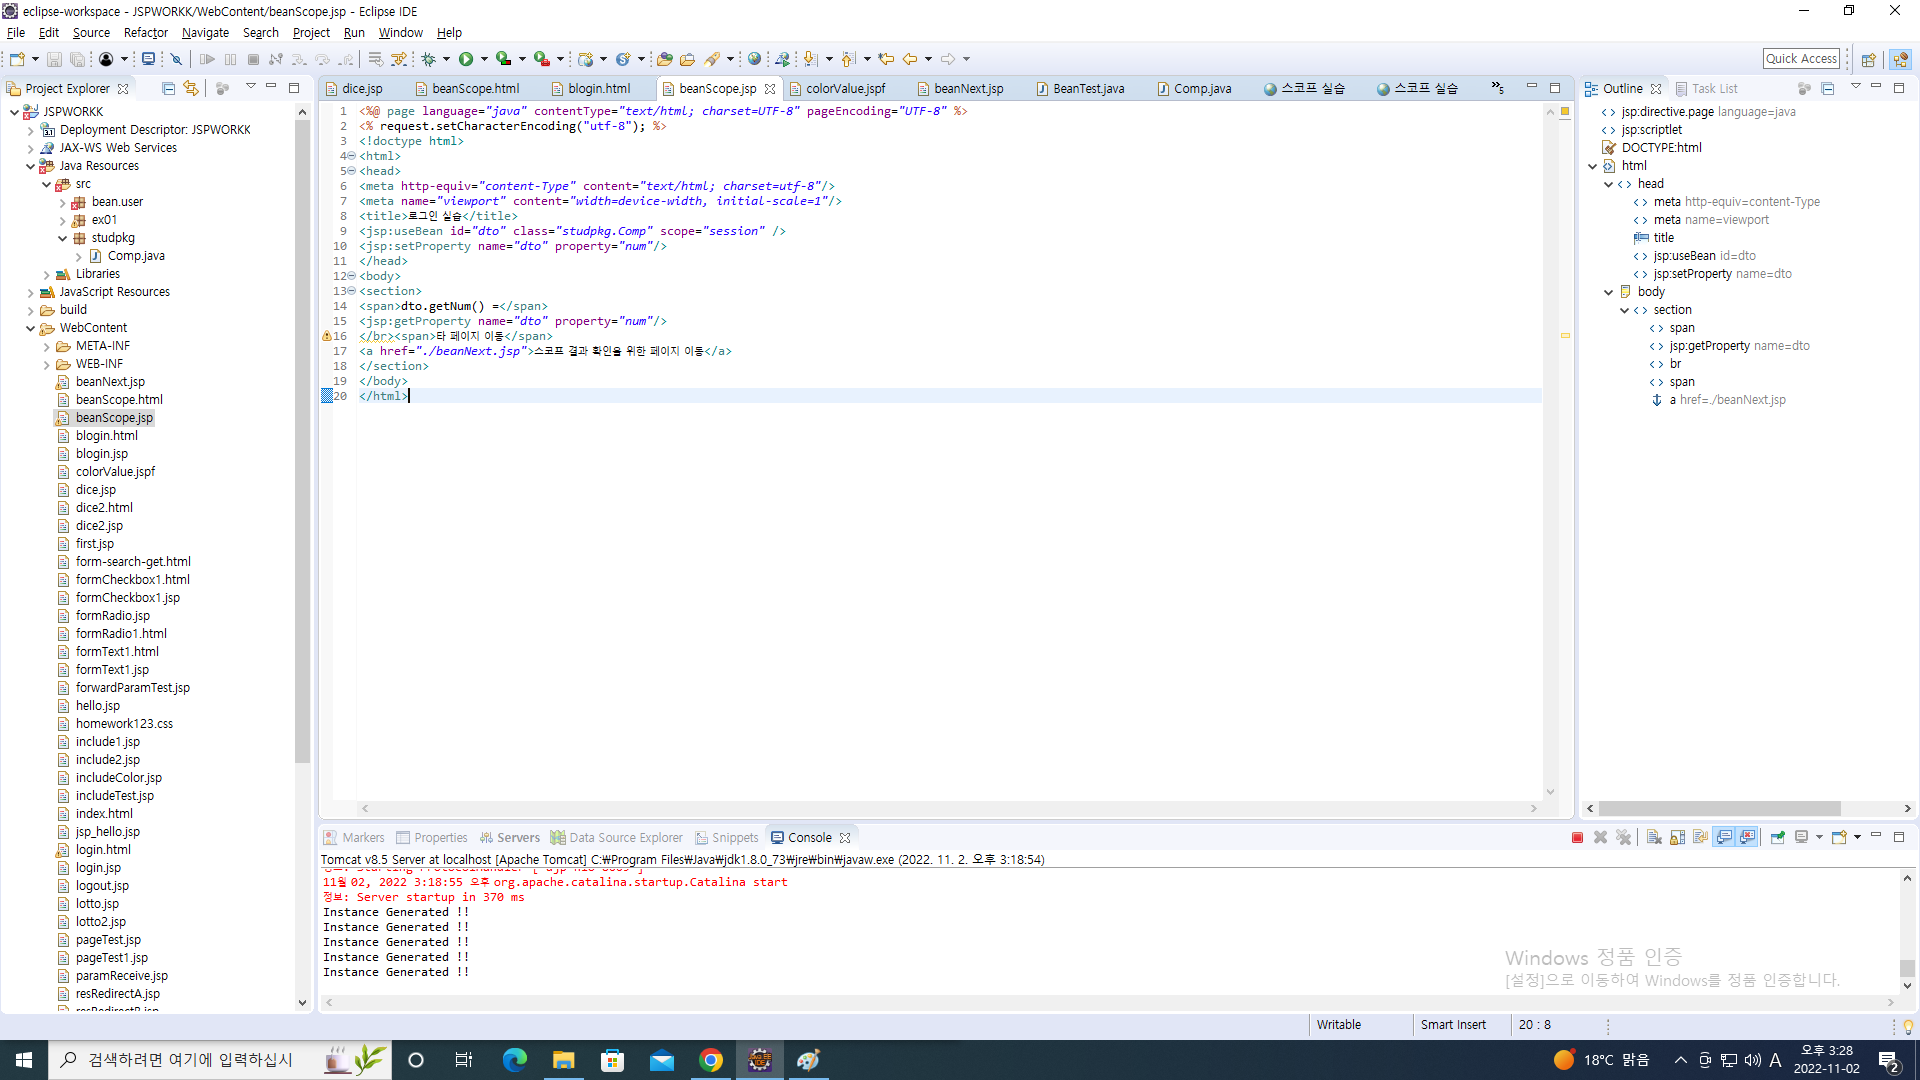 eclipse-workspace - JSPWORKK/WebContent/beanScope.jsp - Eclipse IDE
File Edit Source Refactor Navigate Search Project Run Window Help
Quick Access
Project Explorer
JSPWORKK
Deployment Descriptor: JSPWORKK
JAX-WS Web Services
Java Resources
src
bean.user
ex01
studpkg
Comp.java
Libraries
JavaScript Resources
build
WebContent
META-INF
WEB-INF
beanNext.jsp
beanScope.html
beanScope.jsp
blogin.html
blogin.jsp
colorValue.jspf
dice.jsp
dice2.html
dice2.jsp
first.jsp
form-search-get.html
formCheckbox1.html
formCheckbox1.jsp
formRadio.jsp
formRadio1.html
formText1.html
formText1.jsp
forwardParamTest.jsp
hello.jsp
homework123.css
include1.jsp
include2.jsp
includeColor.jsp
includeTest.jsp
index.html
jsp_hello.jsp
login.html
login.jsp
logout.jsp
lotto.jsp
lotto2.jsp
pageTest.jsp
pageTest1.jsp
paramReceive.jsp
resRedirectA.jsp
resRedirectB.jsp
dice.jsp beanScope.html blogin.html beanScope.jsp colorValue.jspf beanNext.jsp BeanTest.java Comp.java 스코프 실습 스코프 실습 »5
1 <%@ page language="java" contentType="text/html; charset=UTF-8" pageEncoding="UTF-8" %>
2 <% request.setCharacterEncoding("utf-8"); %>
3 <!doctype html>
4 <html>
5 <head>
6 <meta http-equiv="content-Type" content="text/html; charset=utf-8"/>
7 <meta name="viewport" content="width=device-width, initial-scale=1"/>
8 <title>로그인 실습</title>
9 <jsp:useBean id="dto" class="studpkg.Comp" scope="session" />
10 <jsp:setProperty name="dto" property="num"/>
11 </head>
12 <body>
13 <section>
14 <span>dto.getNum() =</span>
15 <jsp:getProperty name="dto" property="num"/>
16 </br><span>타 페이지 이동</span>
17 <a href="./beanNext.jsp">스코프 결과 확인을 위한 페이지 이동</a>
18 </section>
19 </body>
20 </html>
Outline Task List
jsp:directive.page language=java
jsp:scriptlet
DOCTYPE:html
html
head
meta http-equiv=content-Type
meta name=viewport
title
jsp:useBean id=dto
jsp:setProperty name=dto
body
section
span
jsp:getProperty name=dto
br
span
a href=./beanNext.jsp
Markers Properties Servers Data Source Explorer Snippets Console
Tomcat v8.5 Server at localhost [Apache Tomcat] C:₩Program Files₩Java₩jdk1.8.0_73₩jre₩bin₩javaw.exe (2022. 11. 2. 오후 3:18:54)
11월 02, 2022 3:18:55 오후 org.apache.catalina.startup.Catalina start
정보: Server startup in 370 ms
Instance Generated !!
Instance Generated !!
Instance Generated !!
Instance Generated !!
Instance Generated !!
Windows 정품 인증
[설정]으로 이동하여 Windows를 정품 인증합니다.
Writable Smart Insert 20 : 8
검색하려면 여기에 입력하십시
18°C 맑음 A 오후 3:28
2022-11-02
2